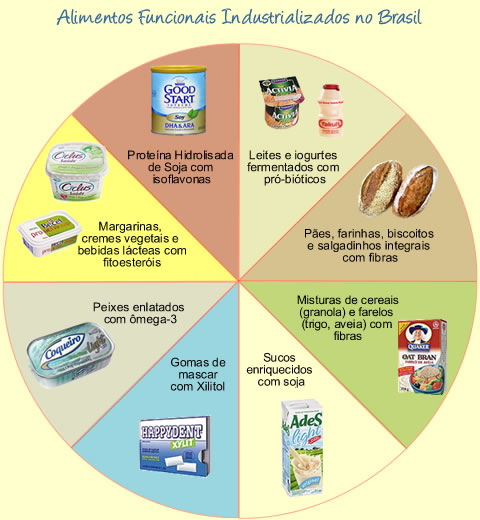 Alimentos Funcionais Industrializados no Brasil
GOOD
START
SUPREME
Soy
DHA & ARA
Proteína Hidrolisada
de Soja com
isoflavonas
ACTIVIA
ACTIVIA
Yakult
Leites e iogurtes
fermentados com
pró-bióticos
Pães, farinhas, biscoitos
e salgadinhos integrais
com fibras
Misturas de cereais
(granola) e farelos
(trigo, aveia) com
fibras
QUAKER
OAT BRAN
Sucos
enriquecidos
com soja
AdeS
light
original
Gomas de
mascar
com Xilitol
HAPPYDENT
XYLIT
Peixes enlatados
com ômega-3
Coqueiro
light
Margarinas,
cremes vegetais e
bebidas lácteas com
fitoesteróis